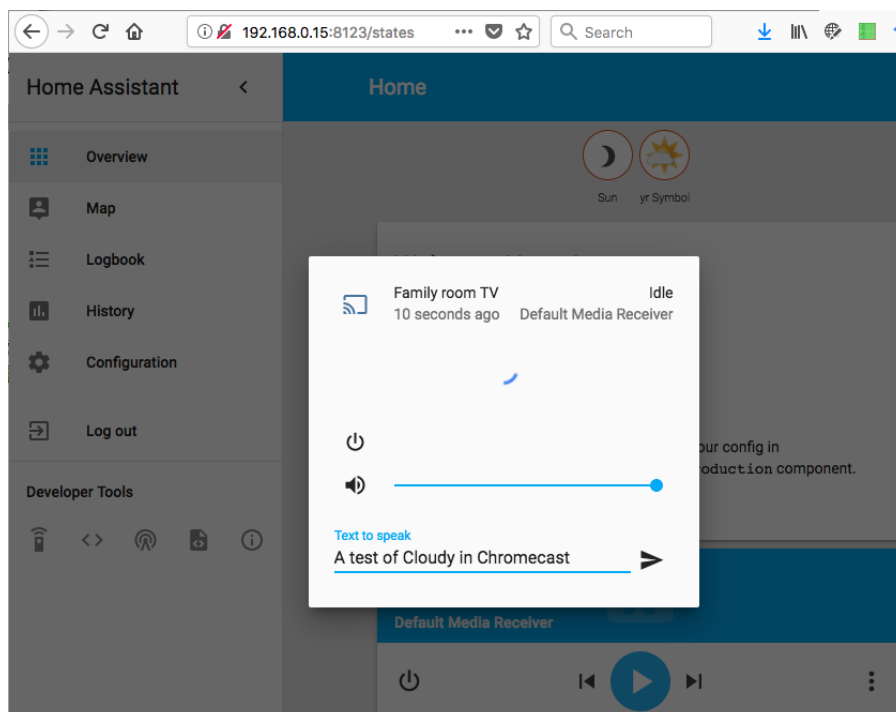 192.168.0.15:8123/states
Search
Home Assistant
Home
Overview
Map
Logbook
History
Configuration
Log out
Developer Tools
Sun
yr Symbol
Family room TV
Idle
10 seconds ago
Default Media Receiver
our config in
oduction component.
Text to speak
A test of Cloudy in Chromecast
Default Media Receiver